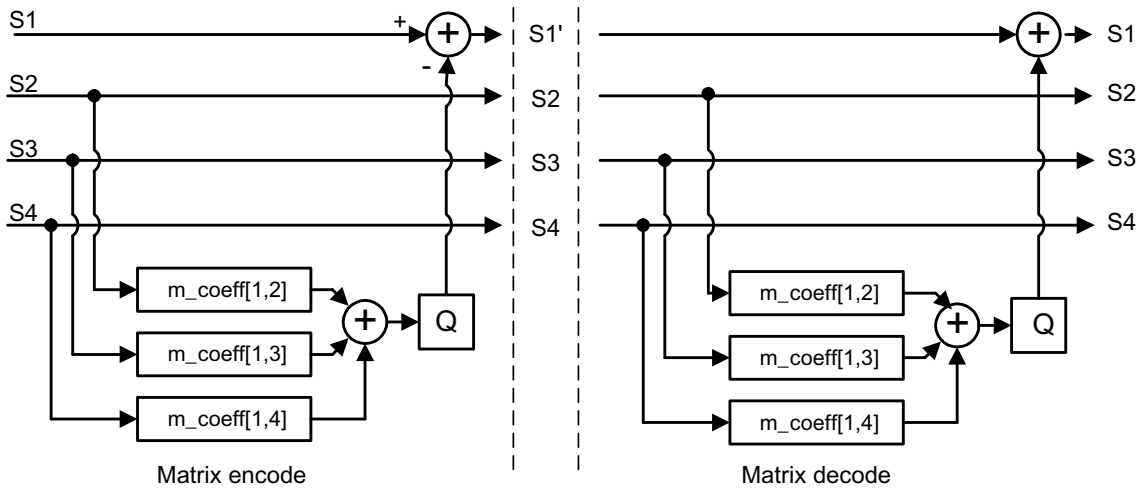 S1
+
+
-
S1'
S2
S2
S3
S3
S4
S4
m_coeff[1,2]
m_coeff[1,3]
m_coeff[1,4]
+
Q
Matrix encode
+
S1
S2
S3
S4
m_coeff[1,2]
m_coeff[1,3]
m_coeff[1,4]
+
Q
Matrix decode